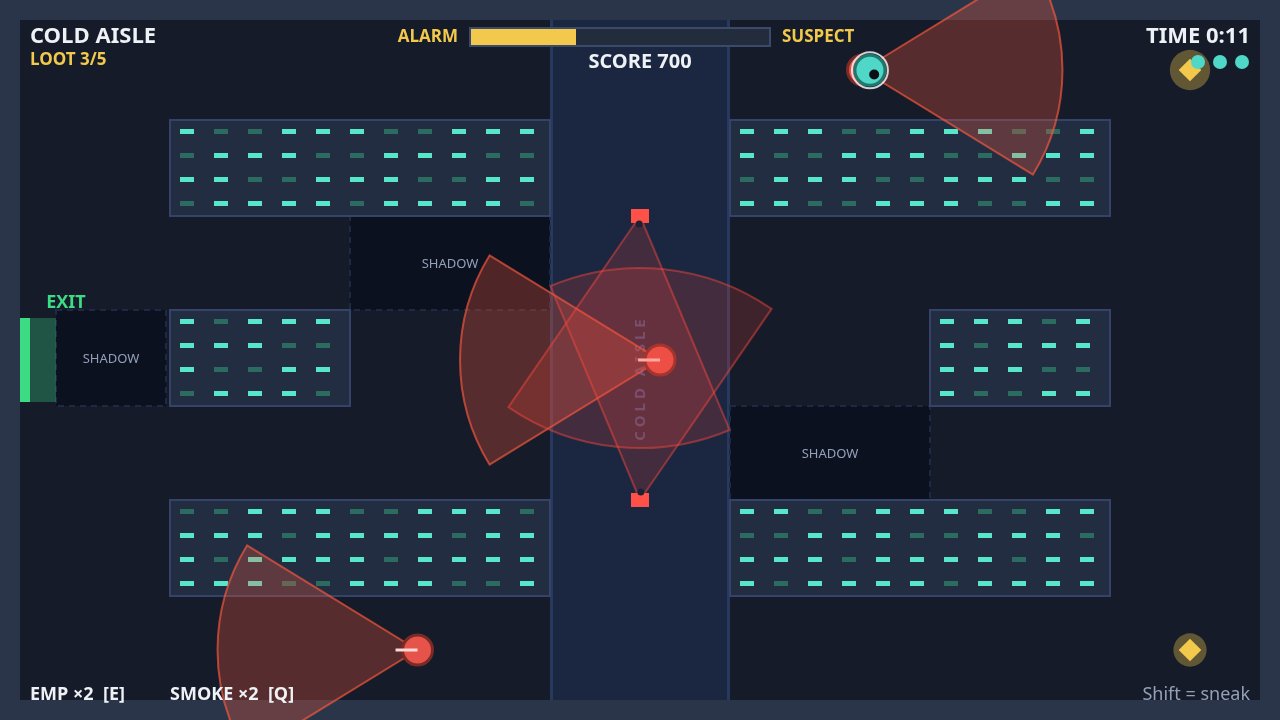 COLD AISLE
LOOT 3/5
ALARM
SUSPECT
SCORE 700
TIME 0:11
SHADOW
EXIT
SHADOW
COLD AISLE
SHADOW
EMP ×2 [E]
SMOKE ×2 [Q]
Shift = sneak